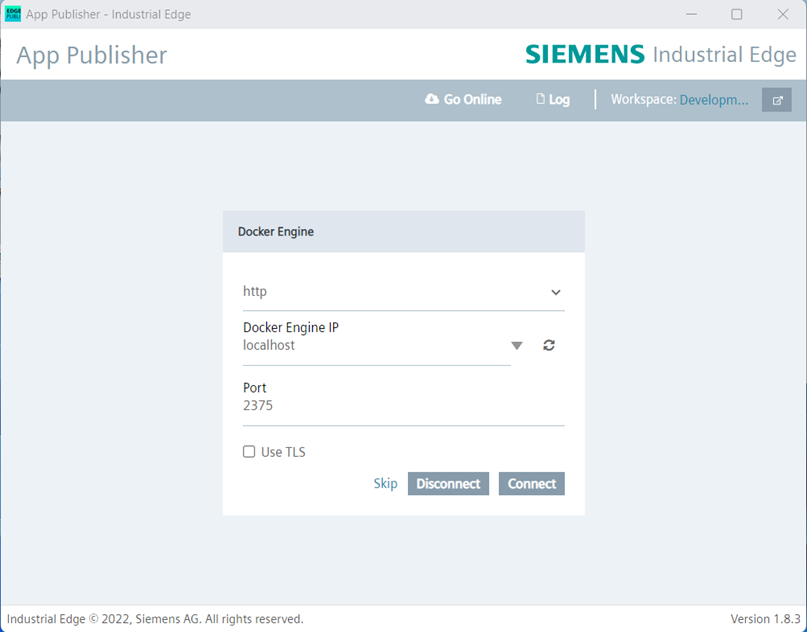 EDGE
PUBLI
App Publisher - Industrial Edge
App Publisher
SIEMENS Industrial Edge
Go Online
Log
Workspace: Developm...
Docker Engine
http
Docker Engine IP
localhost
Port
2375
Use TLS
Skip
Disconnect
Connect
Industrial Edge © 2022, Siemens AG. All rights reserved.
Version 1.8.3